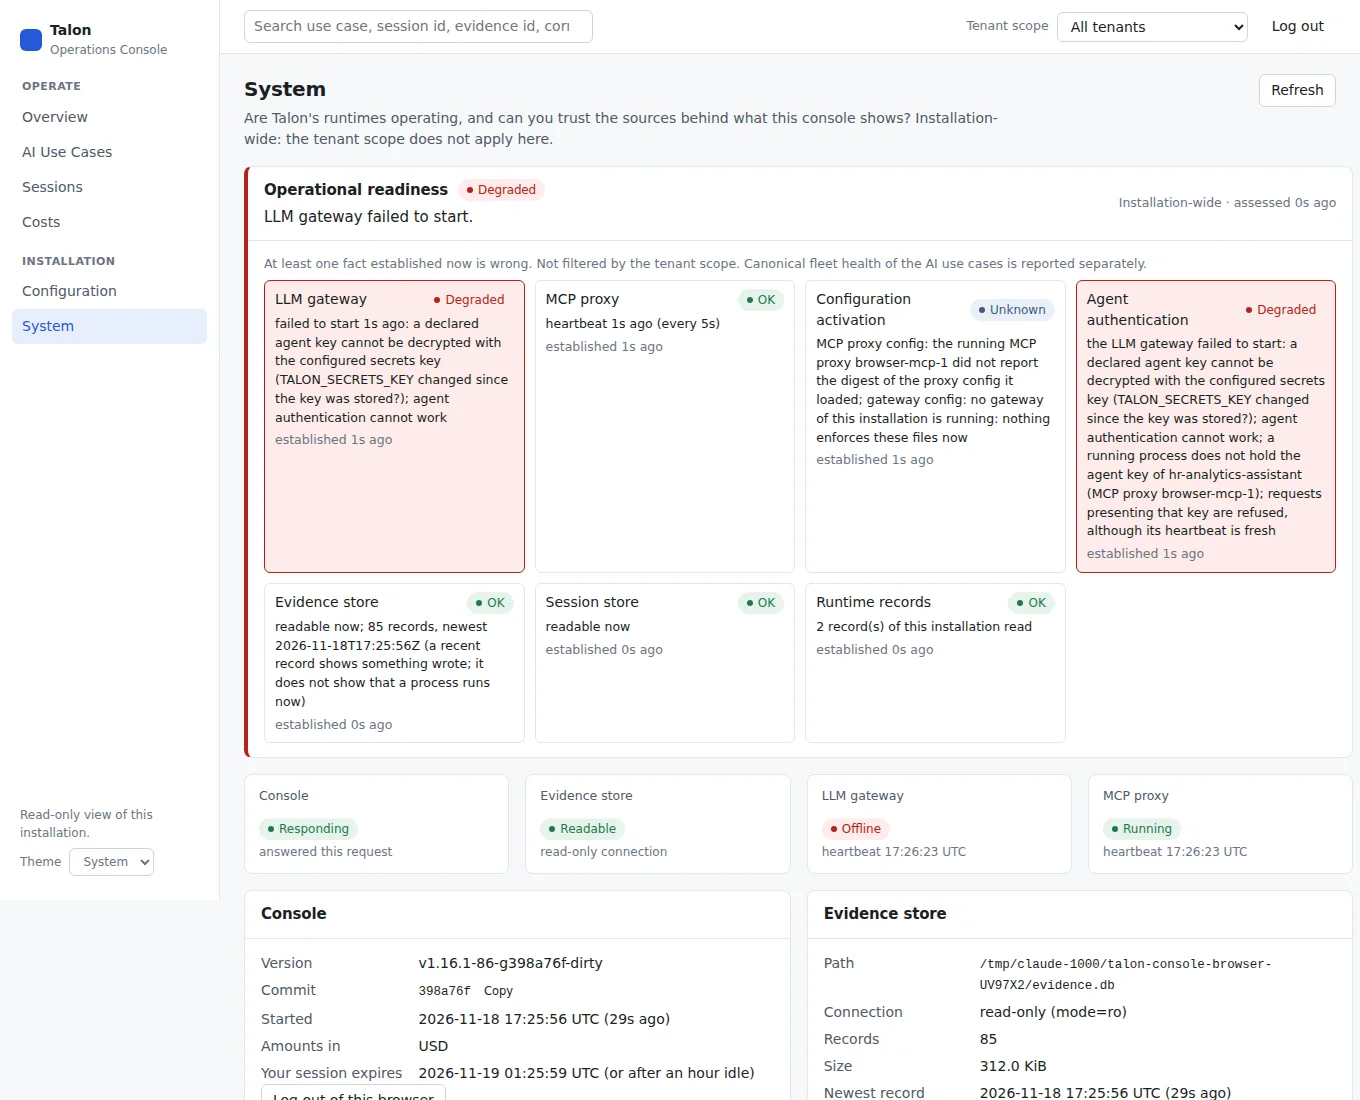 Talon
Operations Console
OPERATE
Overview
AI Use Cases
Sessions
Costs
INSTALLATION
Configuration
System
Read-only view of this
installation.
Theme System
Search use case, session id, evidence id, corr
Tenant scope All tenants Log out
System
Refresh
Are Talon's runtimes operating, and can you trust the sources behind what this console shows? Installation-
wide: the tenant scope does not apply here.
Operational readiness Degraded
LLM gateway failed to start.
Installation-wide · assessed 0s ago
At least one fact established now is wrong. Not filtered by the tenant scope. Canonical fleet health of the AI use cases is reported separately.
LLM gateway Degraded
failed to start 1s ago: a declared
agent key cannot be decrypted with
the configured secrets key
(TALON_SECRETS_KEY changed since
the key was stored?); agent
authentication cannot work
established 1s ago
MCP proxy OK
heartbeat 1s ago (every 5s)
established 1s ago
Configuration
activation
Unknown
MCP proxy config: the running MCP
proxy browser-mcp-1 did not report
the digest of the proxy config it
loaded; gateway config: no gateway
of this installation is running: nothing
enforces these files now
established 1s ago
Agent
authentication
Degraded
the LLM gateway failed to start: a
declared agent key cannot be
decrypted with the configured secrets
key (TALON_SECRETS_KEY changed
since the key was stored?); agent
authentication cannot work; a
running process does not hold the
agent key of hr-analytics-assistant
(MCP proxy browser-mcp-1); requests
presenting that key are refused,
although its heartbeat is fresh
established 1s ago
Evidence store OK
readable now; 85 records, newest
2026-11-18T17:25:56Z (a recent
record shows something wrote; it
does not show that a process runs
now)
established 0s ago
Session store OK
readable now
established 0s ago
Runtime records OK
2 record(s) of this installation read
established 0s ago
Console
Responding
answered this request
Evidence store
Readable
read-only connection
LLM gateway
Offline
heartbeat 17:26:23 UTC
MCP proxy
Running
heartbeat 17:26:23 UTC
Console
Version v1.16.1-86-g398a76f-dirty
Commit 398a76f Copy
Started 2026-11-18 17:25:56 UTC (29s ago)
Amounts in USD
Your session expires 2026-11-19 01:25:59 UTC (or after an hour idle)
Log out of this browser
Evidence store
Path /tmp/claude-1000/talon-console-browser-
UV97X2/evidence.db
Connection read-only (mode=ro)
Records 85
Size 312.0 KiB
Newest record 2026-11-18 17:25:56 UTC (29s ago)